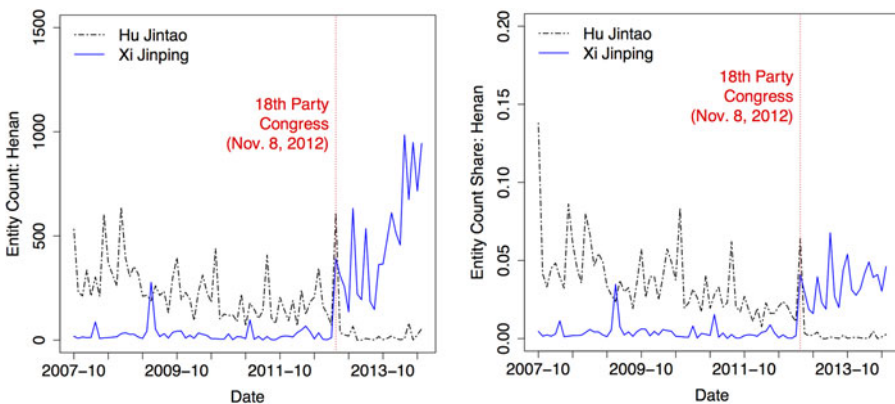 1500
1000
500
0
Entity Count: Henan
Hu Jintao
Xi Jinping
18th Party
Congress
(Nov. 8, 2012)
2007-10
2009-10
2011-10
2013-10
Date
0.20
0.15
0.10
0.05
0.00
Entity Count Share: Henan
Hu Jintao
Xi Jinping
18th Party
Congress
(Nov. 8, 2012)
2007-10
2009-10
2011-10
2013-10
Date